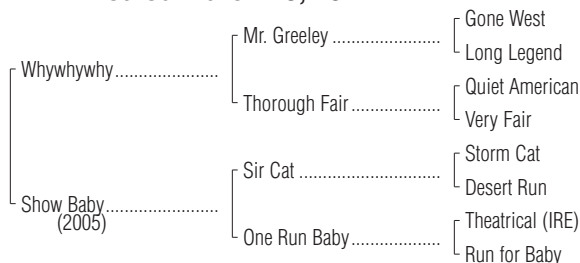 Gone West
Mr. Greeley
Long Legend
Whywhywhy
Quiet American
Thorough Fair
Very Fair
Storm Cat
Sir Cat
Desert Run
Show Baby
(2005)
Theatrical (IRE)
One Run Baby
Run for Baby